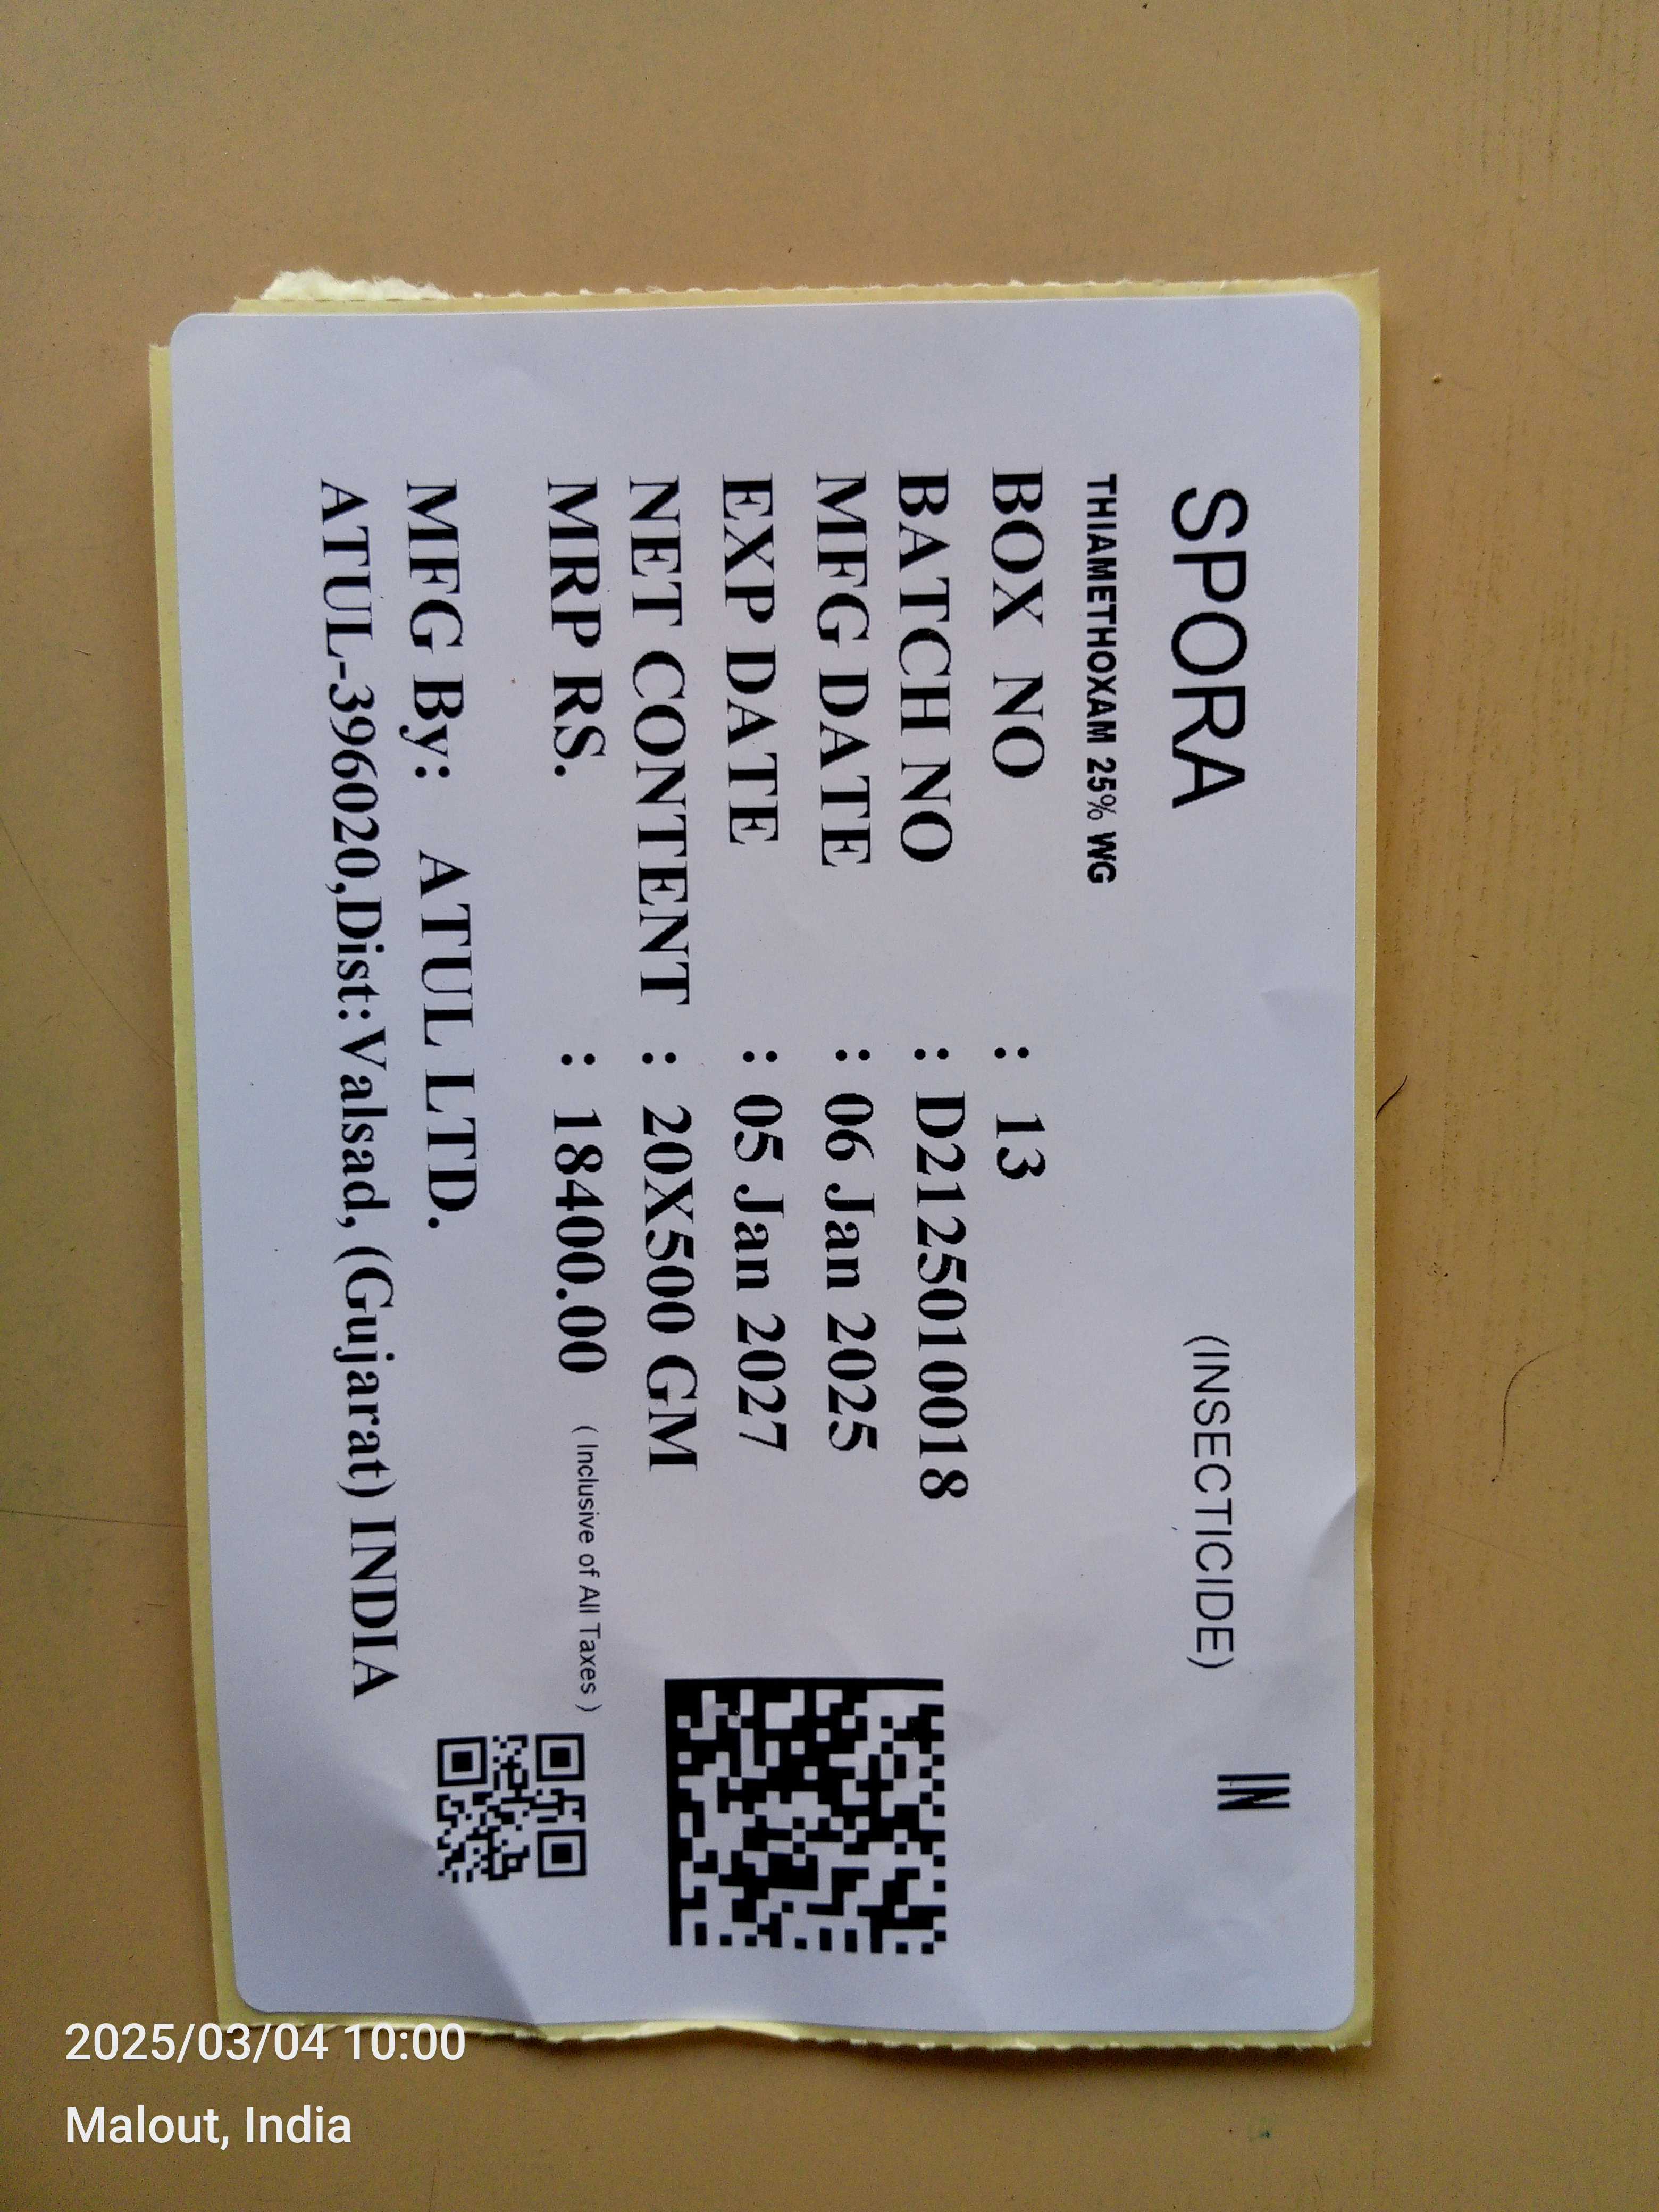 SPORA (INSECTICIDE) IN
THIAMETHOXAM 25% WG
BOX NO : 13
BATCH NO : D2125010018
MFG DATE : 06 Jan 2025
EXP DATE : 05 Jan 2027
NET CONTENT : 20X500 GM
MRP RS. : 18400.00 ( Inclusive of All Taxes )
MFG By: ATUL LTD.
ATUL-396020,Dist:Valsad, (Gujarat) INDIA
2025/03/04 10:00
Malout, India